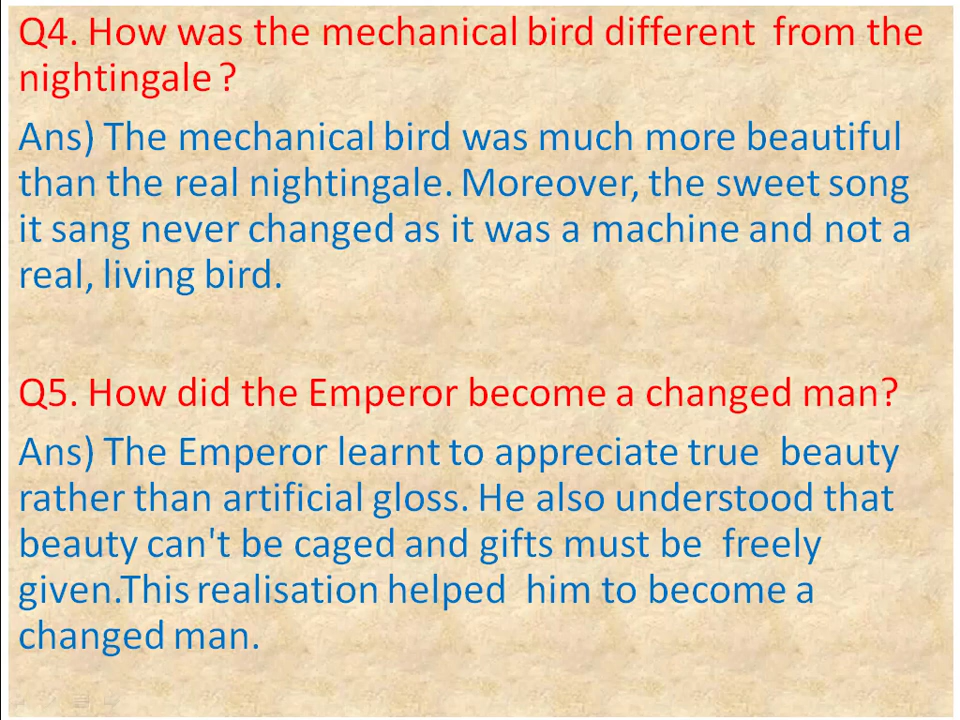 Q4. How was the mechanical bird different  from the
nightingale ?
Ans) The mechanical bird was much more beautiful
than the real nightingale. Moreover, the sweet song
it sang never changed as it was a machine and not a
real, living bird.
Q5. How did the Emperor become a changed man?
Ans) The Emperor learnt to appreciate true  beauty
rather than artificial gloss. He also understood that
beauty can't be caged and gifts must be  freely
given.This realisation helped  him to become a
changed man.